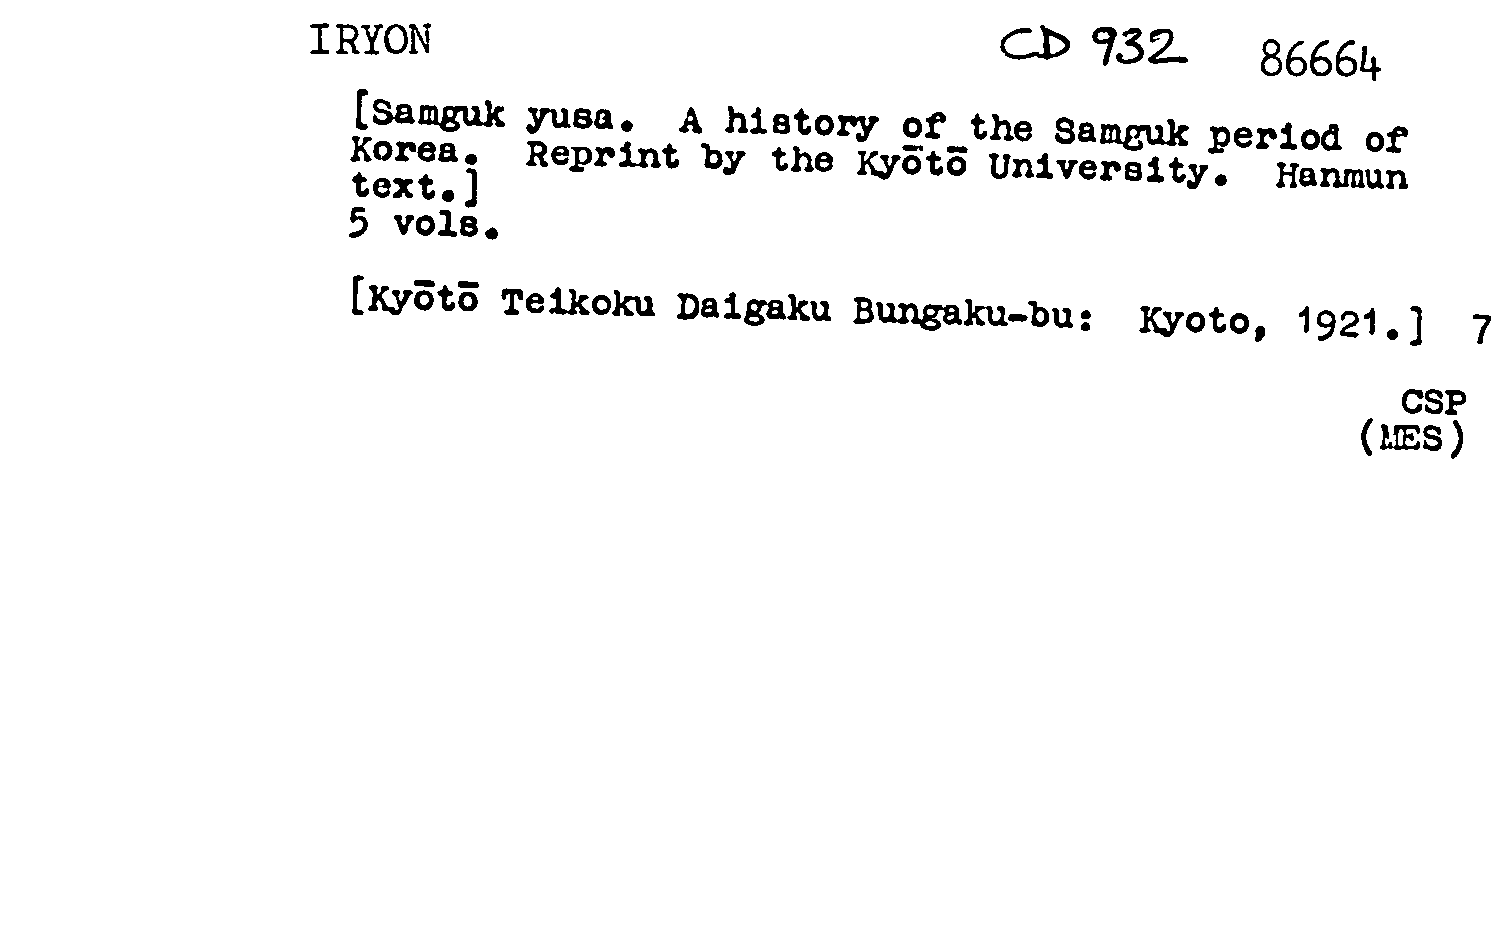 IRYON CD 932 86664
[Samguk yusa. A history of the Samguk period of
Korea. Reprint by the Kyōtō University. Hanmun
text.]
5 vols.
[Kyōtō Teikoku Daigaku Bungaku-bu: Kyoto, 1921.] 7
CSP
(MES)